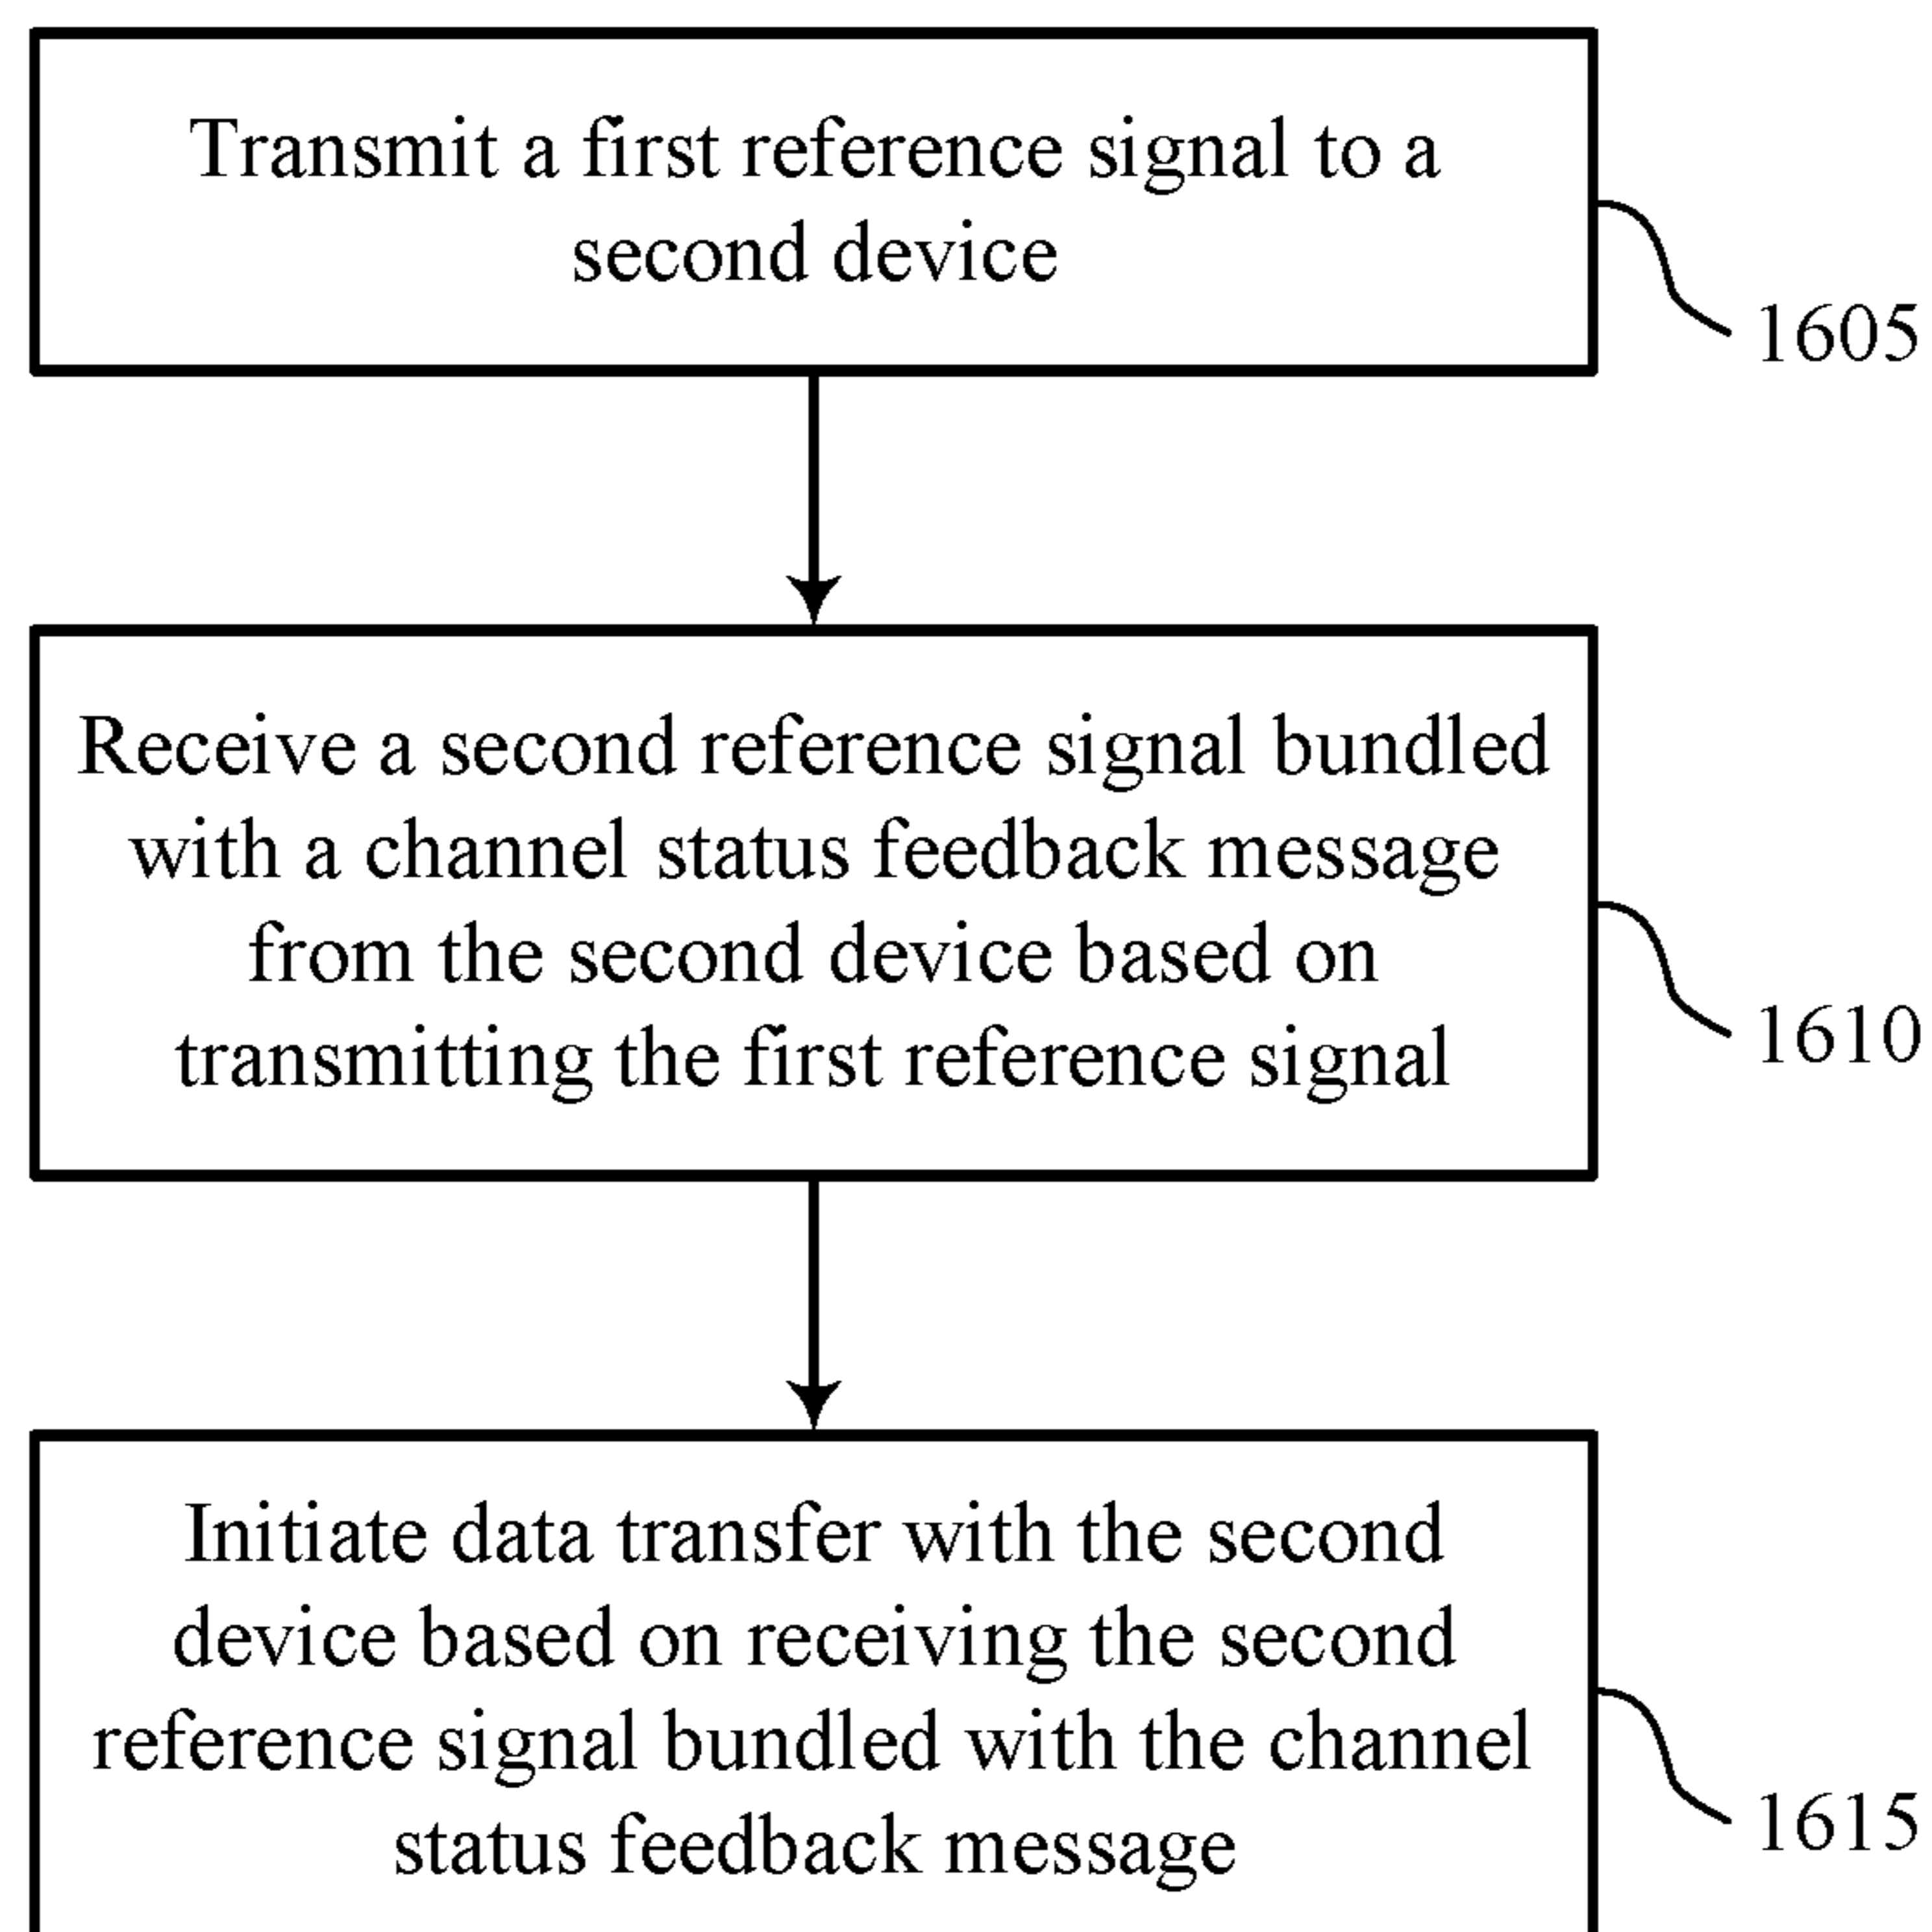 Transmit a first reference signal to a
second device
1605
Receive a second reference signal bundled
with a channel status feedback message
from the second device based on
transmitting the first reference signal
1610
Initiate data transfer with the second
device based on receiving the second
reference signal bundled with the channel
status feedback message
1615